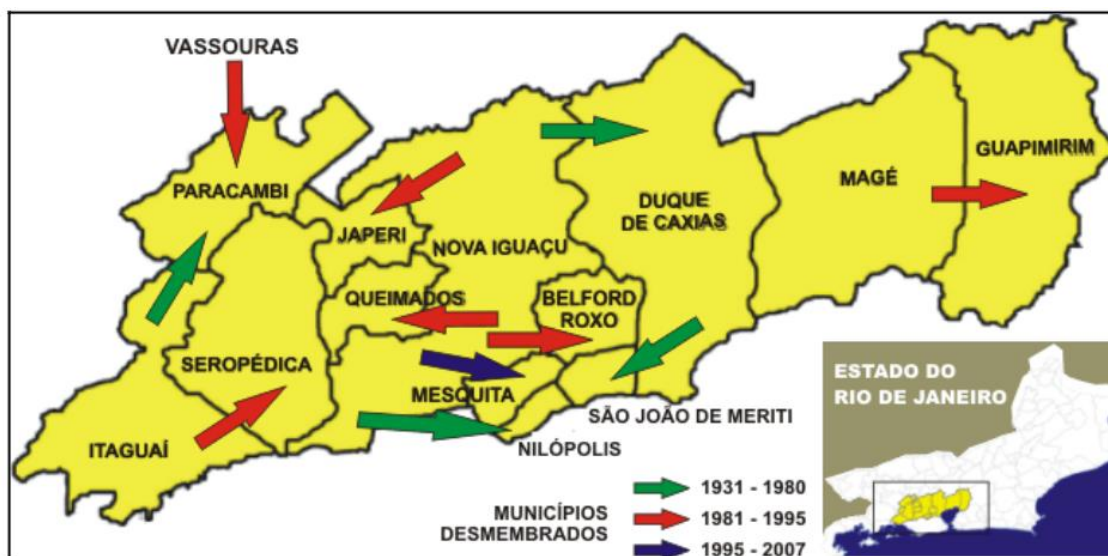 VASSOURAS
PARACAMBI
JAPERI
NOVA IGUAÇU
DUQUE
DE CAXIAS
MAGÉ
GUAPIMIRIM
QUEIMADOS
BELFORD
ROXO
SEROPÉDICA
MESQUITA
ITAGUAÍ
NILÓPOLIS
SÃO JOÃO DE MERITI
ESTADO DO
RIO DE JANEIRO
MUNICÍPIOS
DESMEMBRADOS
1931 - 1980
1981 - 1995
1995 - 2007